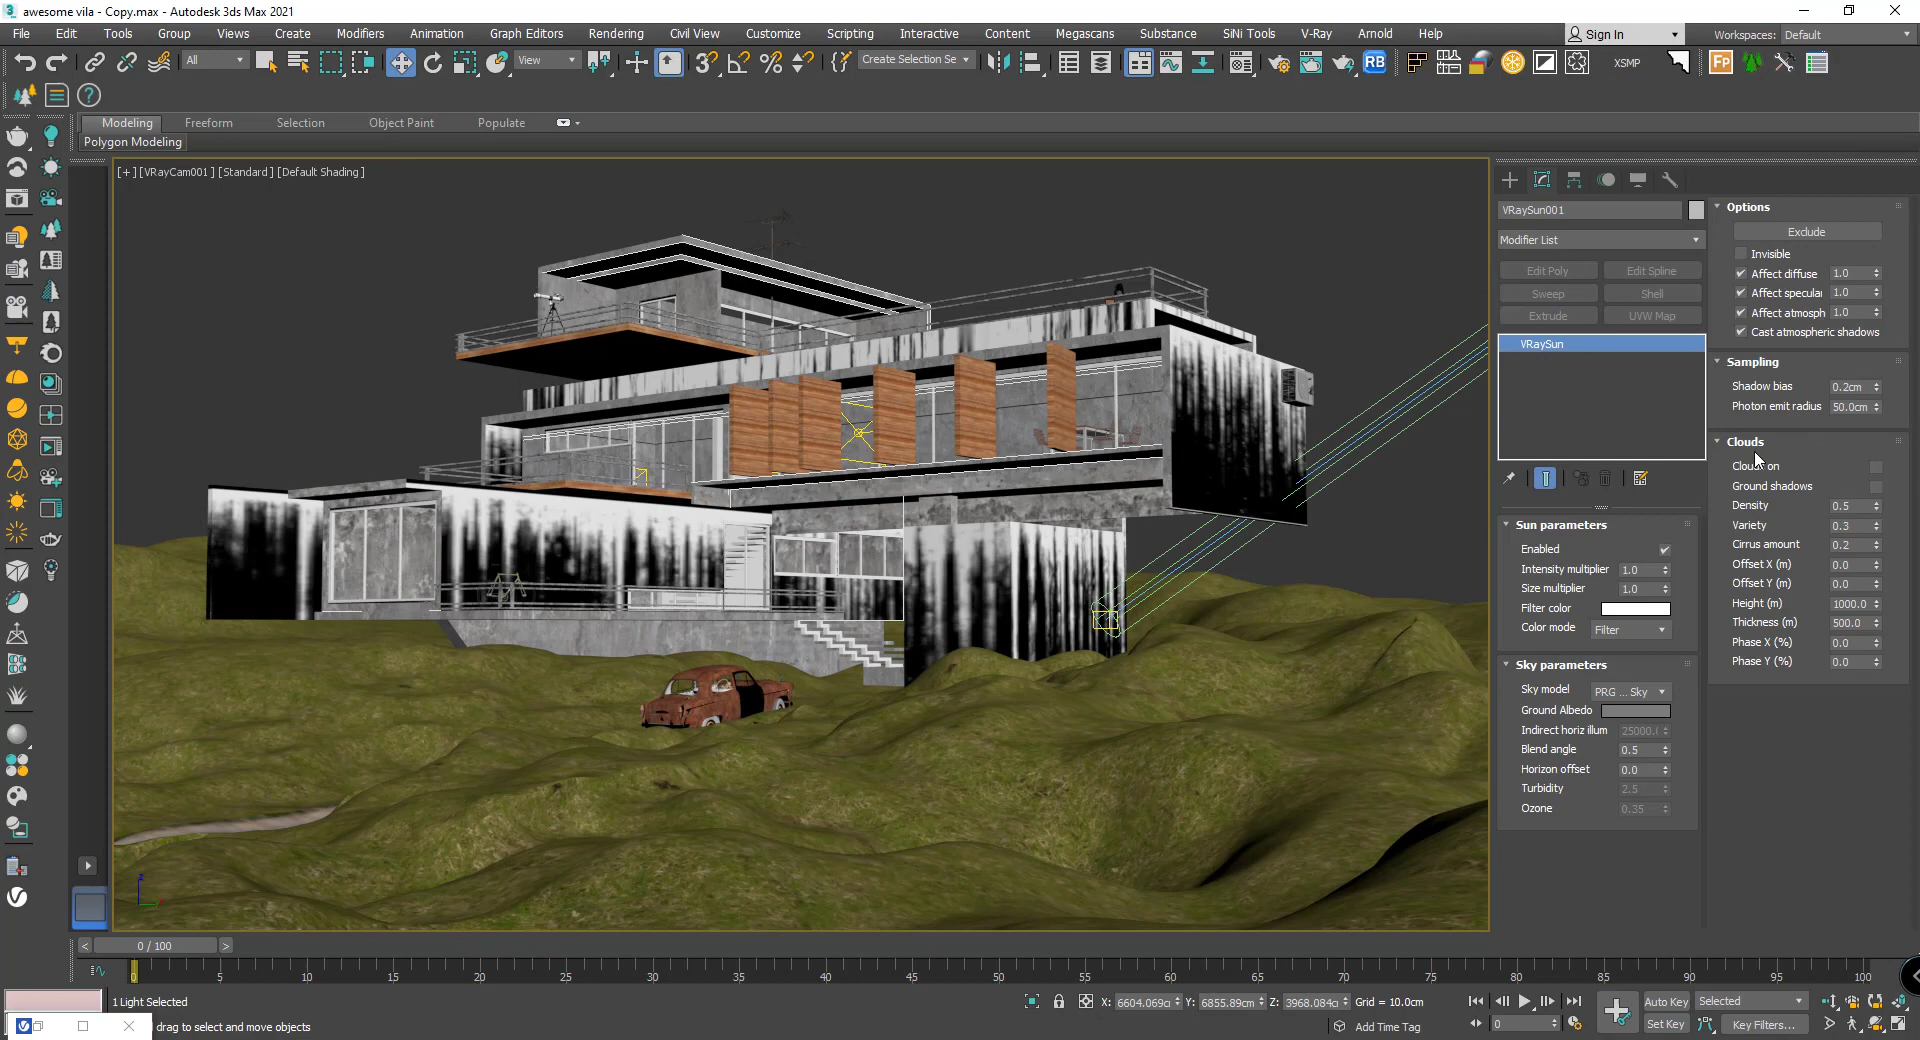 awesome vila - Copy.max - Autodesk 3ds Max 2021
File Edit Tools Group Views Create Modifiers Animation Graph Editors Rendering Civil View Customize Scripting Interactive Content Megascans Substance SiNi Tools V-Ray Arnold Help Sign In Workspaces: Default
All View Create Selection Se RB XSMP Fp
Modeling Freeform Selection Object Paint Populate
Polygon Modeling
[+] [VRayCam001 ] [Standard ] [Default Shading ]
VRaySun001
Modifier List
Edit Poly Edit Spline
Sweep Shell
Extrude UVW Map
VRaySun
Sun parameters
Enabled
Intensity multiplier 1.0
Size multiplier 1.0
Filter color
Color mode Filter
Sky parameters
Sky model PRG ... Sky
Ground Albedo
Indirect horiz illum 25000.(
Blend angle 0.5
Horizon offset 0.0
Turbidity 2.5
Ozone 0.35
Options
Exclude
Invisible
Affect diffuse 1.0
Affect specular 1.0
Affect atmosph 1.0
Cast atmospheric shadows
Sampling
Shadow bias 0.2cm
Photon emit radius 50.0cm
Clouds
on
Ground shadows
Density 0.5
Variety 0.3
Cirrus amount 0.2
Offset X (m) 0.0
Offset Y (m) 0.0
Height (m) 1000.0
Thickness (m) 500.0
Phase X (%) 0.0
Phase Y (%) 0.0
z
< 0 / 100 >
0 5 10 15 20 25 30 35 40 45 50 55 60 65 70 75 80 85 90 95 100
1 Light Selected X: 6604.069c Y: 6855.89cm Z: 3968.084c Grid = 10.0cm Auto Key Selected
drag to select and move objects Add Time Tag 0 Set Key Key Filters...